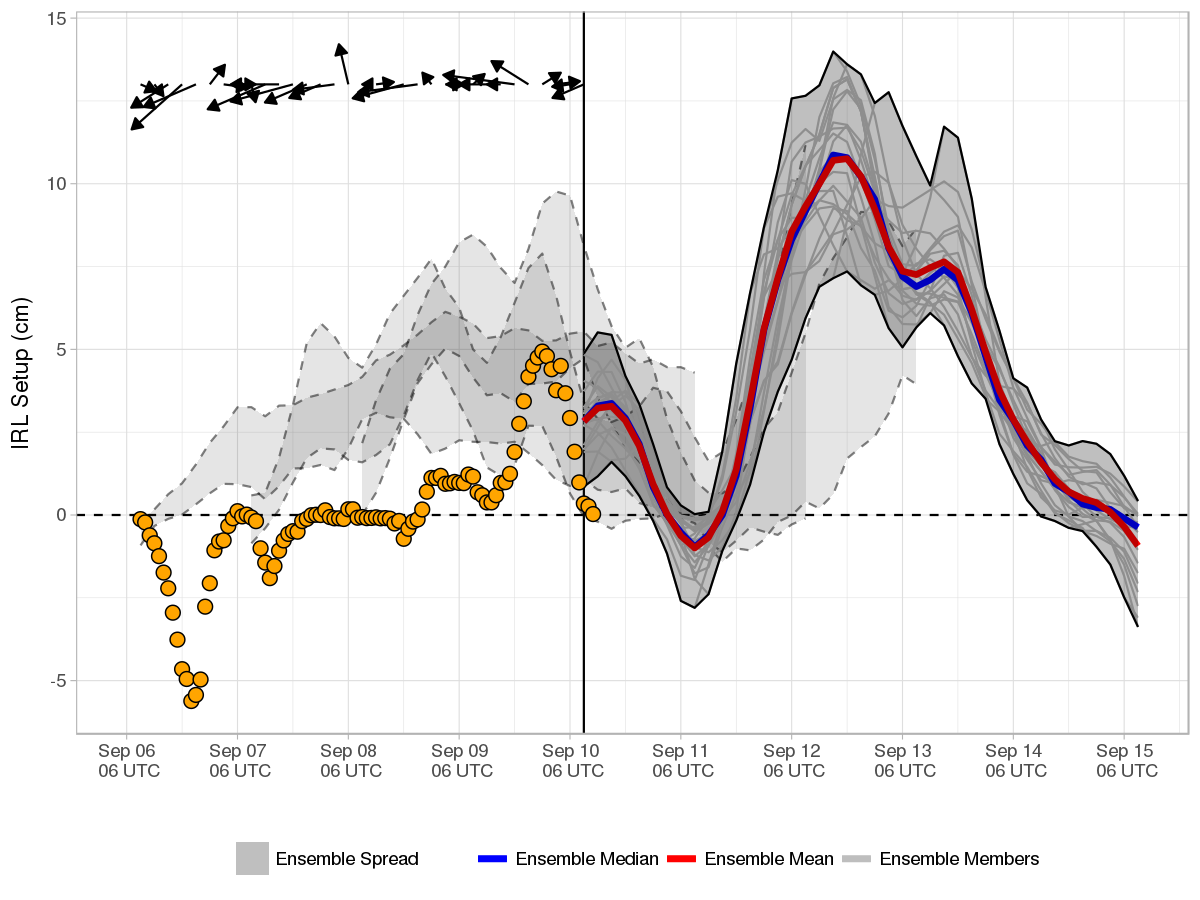 IRL Setup (cm)
15
10
5
0
-5
Sep 06 Sep 07 Sep 08 Sep 09 Sep 10 Sep 11 Sep 12 Sep 13 Sep 14 Sep 15
06 UTC 06 UTC 06 UTC 06 UTC 06 UTC 06 UTC 06 UTC 06 UTC 06 UTC 06 UTC
Ensemble Spread Ensemble Median Ensemble Mean Ensemble Members